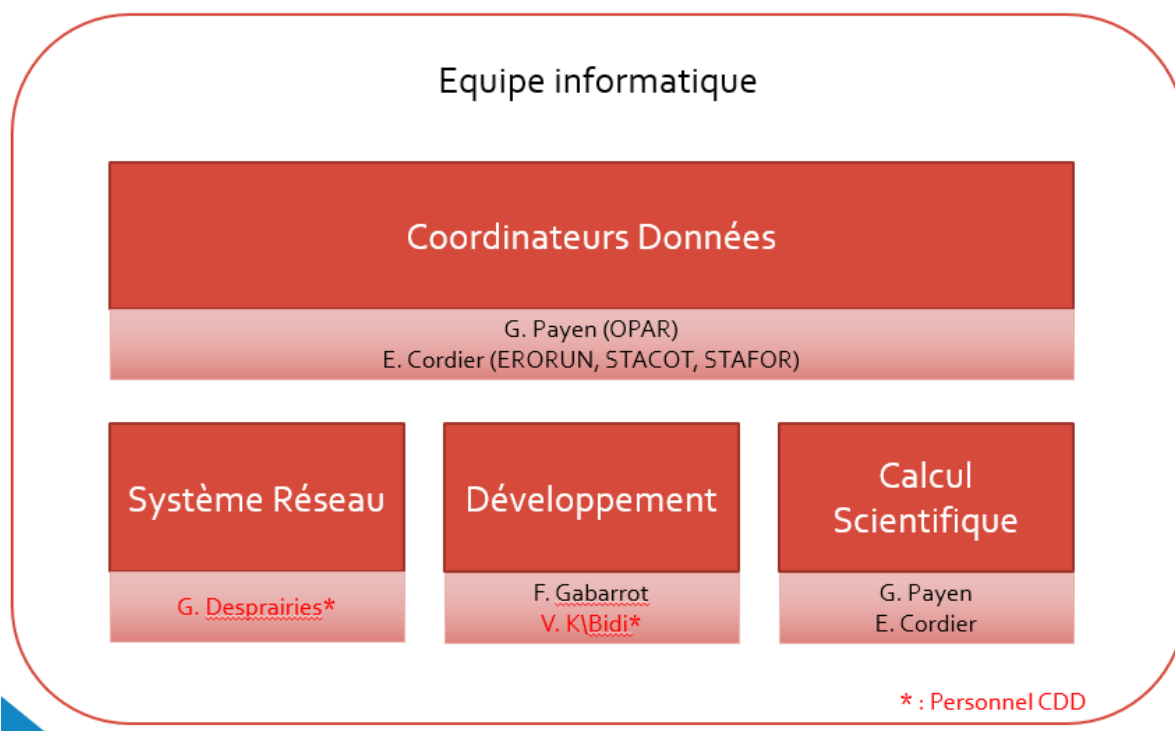 Equipe informatique
Coordinateurs Données
G. Payen (OPAR)
E. Cordier (ERORUN, STACOT, STAFOR)
Système Réseau
G. Desprairies*
Développement
F. Gabarrot
V. K\Bidi*
Calcul
Scientifique
G. Payen
E. Cordier
* : Personnel CDD